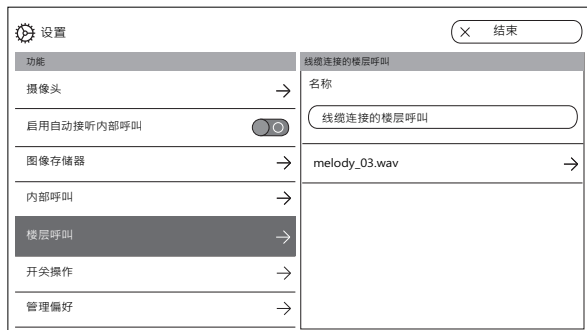 设置
× 结束
功能
摄像头
启用自动接听内部呼叫
图像存储器
内部呼叫
楼层呼叫
开关操作
管理偏好
线缆连接的楼层呼叫
名称
线缆连接的楼层呼叫
melody_03.wav